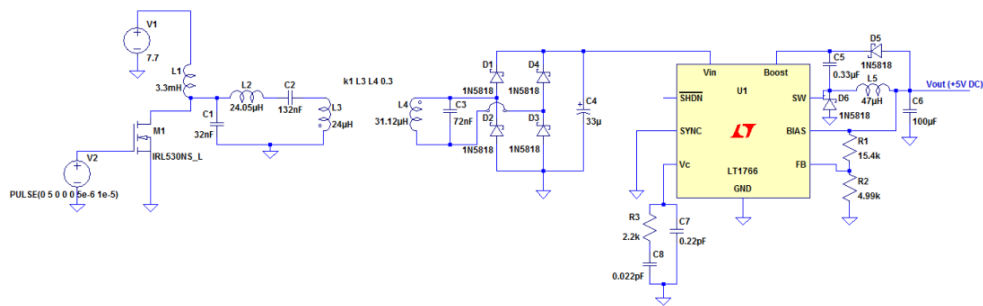 V1
7.7
L1
3.3mH
L2
24.05µH
C2
132nF
k1 L3 L4 0.3
L3
24µH
C1
32nF
M1
IRL530NS_L
V2
PULSE(0 5 0 0 0 5e-6 1e-5)
L4
31.12µH
C3
72nF
D1
1N5818
D4
1N5818
D2
1N5818
D3
1N5818
C4
33µ
Vin
Boost
U1
SHDN
SW
SYNC
BIAS
Vc
FB
LT1766
GND
C5
0.33µF
D5
1N5818
L5
47µH
D6
1N5818
Vout (+5V DC)
C6
100µF
R1
15.4k
R2
4.99k
R3
2.2k
C7
0.22pF
C8
0.022pF